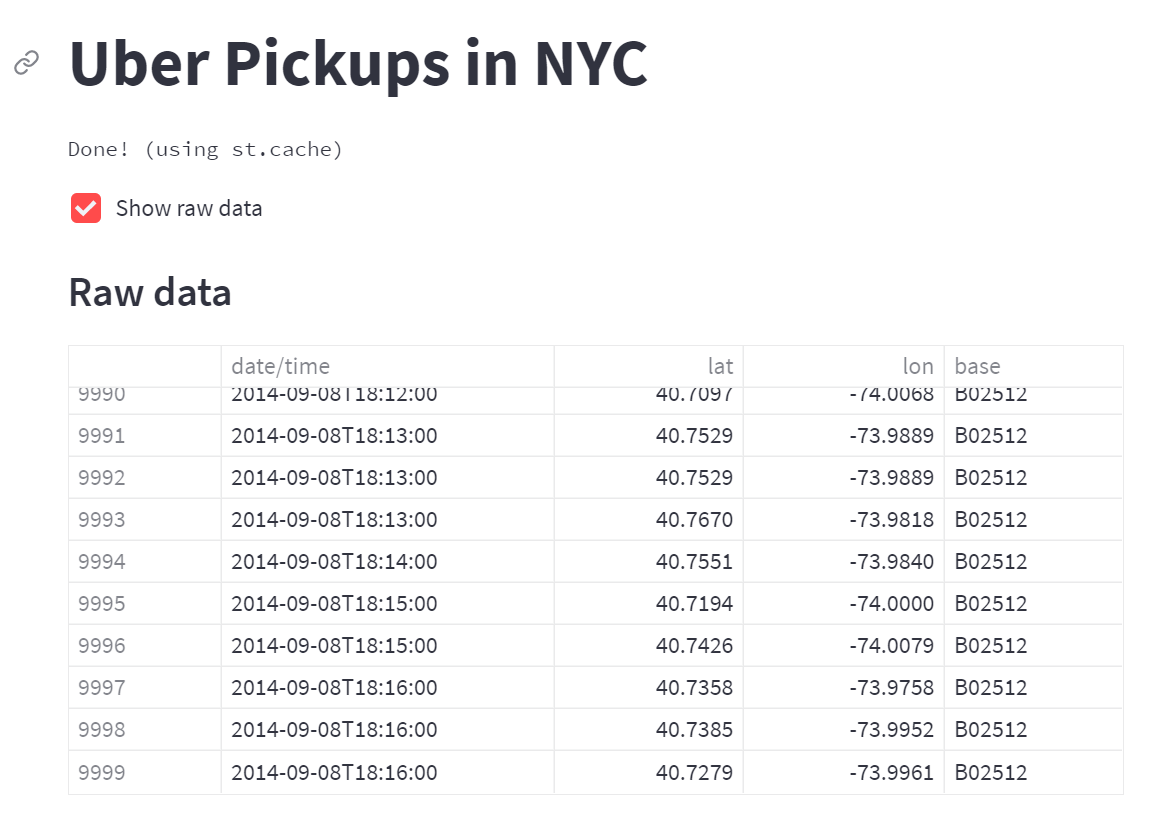 Uber Pickups in NYC
Done! (using st.cache)
Show raw data
Raw data
date/time lat lon base
9990 2014-09-08T18:12:00 40.7097 -74.0068 B02512
9991 2014-09-08T18:13:00 40.7529 -73.9889 B02512
9992 2014-09-08T18:13:00 40.7529 -73.9889 B02512
9993 2014-09-08T18:13:00 40.7670 -73.9818 B02512
9994 2014-09-08T18:14:00 40.7551 -73.9840 B02512
9995 2014-09-08T18:15:00 40.7194 -74.0000 B02512
9996 2014-09-08T18:15:00 40.7426 -74.0079 B02512
9997 2014-09-08T18:16:00 40.7358 -73.9758 B02512
9998 2014-09-08T18:16:00 40.7385 -73.9952 B02512
9999 2014-09-08T18:16:00 40.7279 -73.9961 B02512